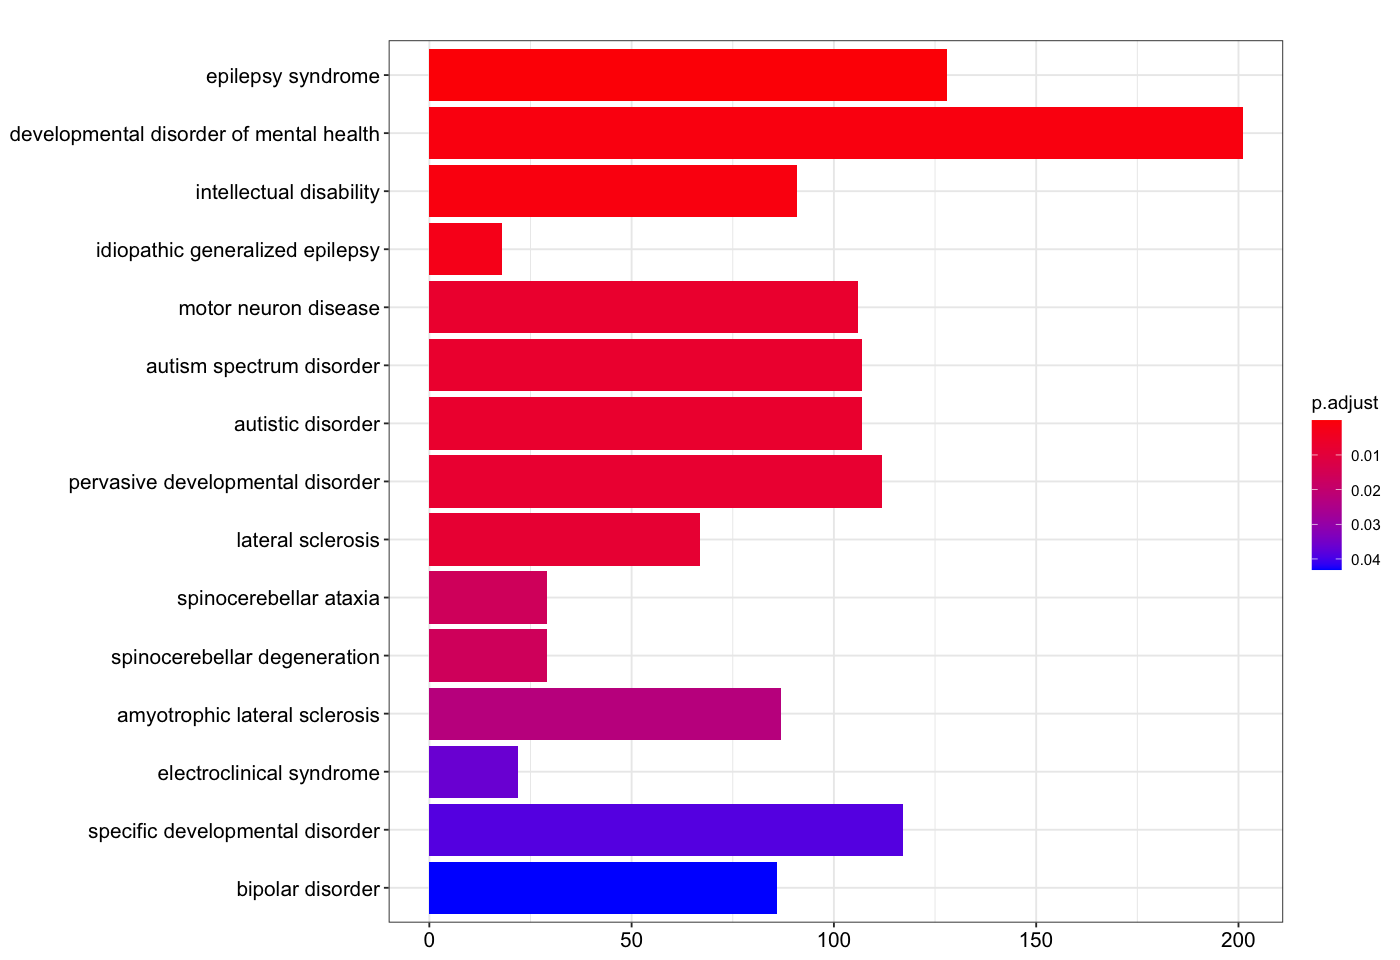 epilepsy syndrome
developmental disorder of mental health
intellectual disability
idiopathic generalized epilepsy
motor neuron disease
autism spectrum disorder
autistic disorder
pervasive developmental disorder
lateral sclerosis
spinocerebellar ataxia
spinocerebellar degeneration
amyotrophic lateral sclerosis
electroclinical syndrome
specific developmental disorder
bipolar disorder
0 50 100 150 200
p.adjust
0.01
0.02
0.03
0.04